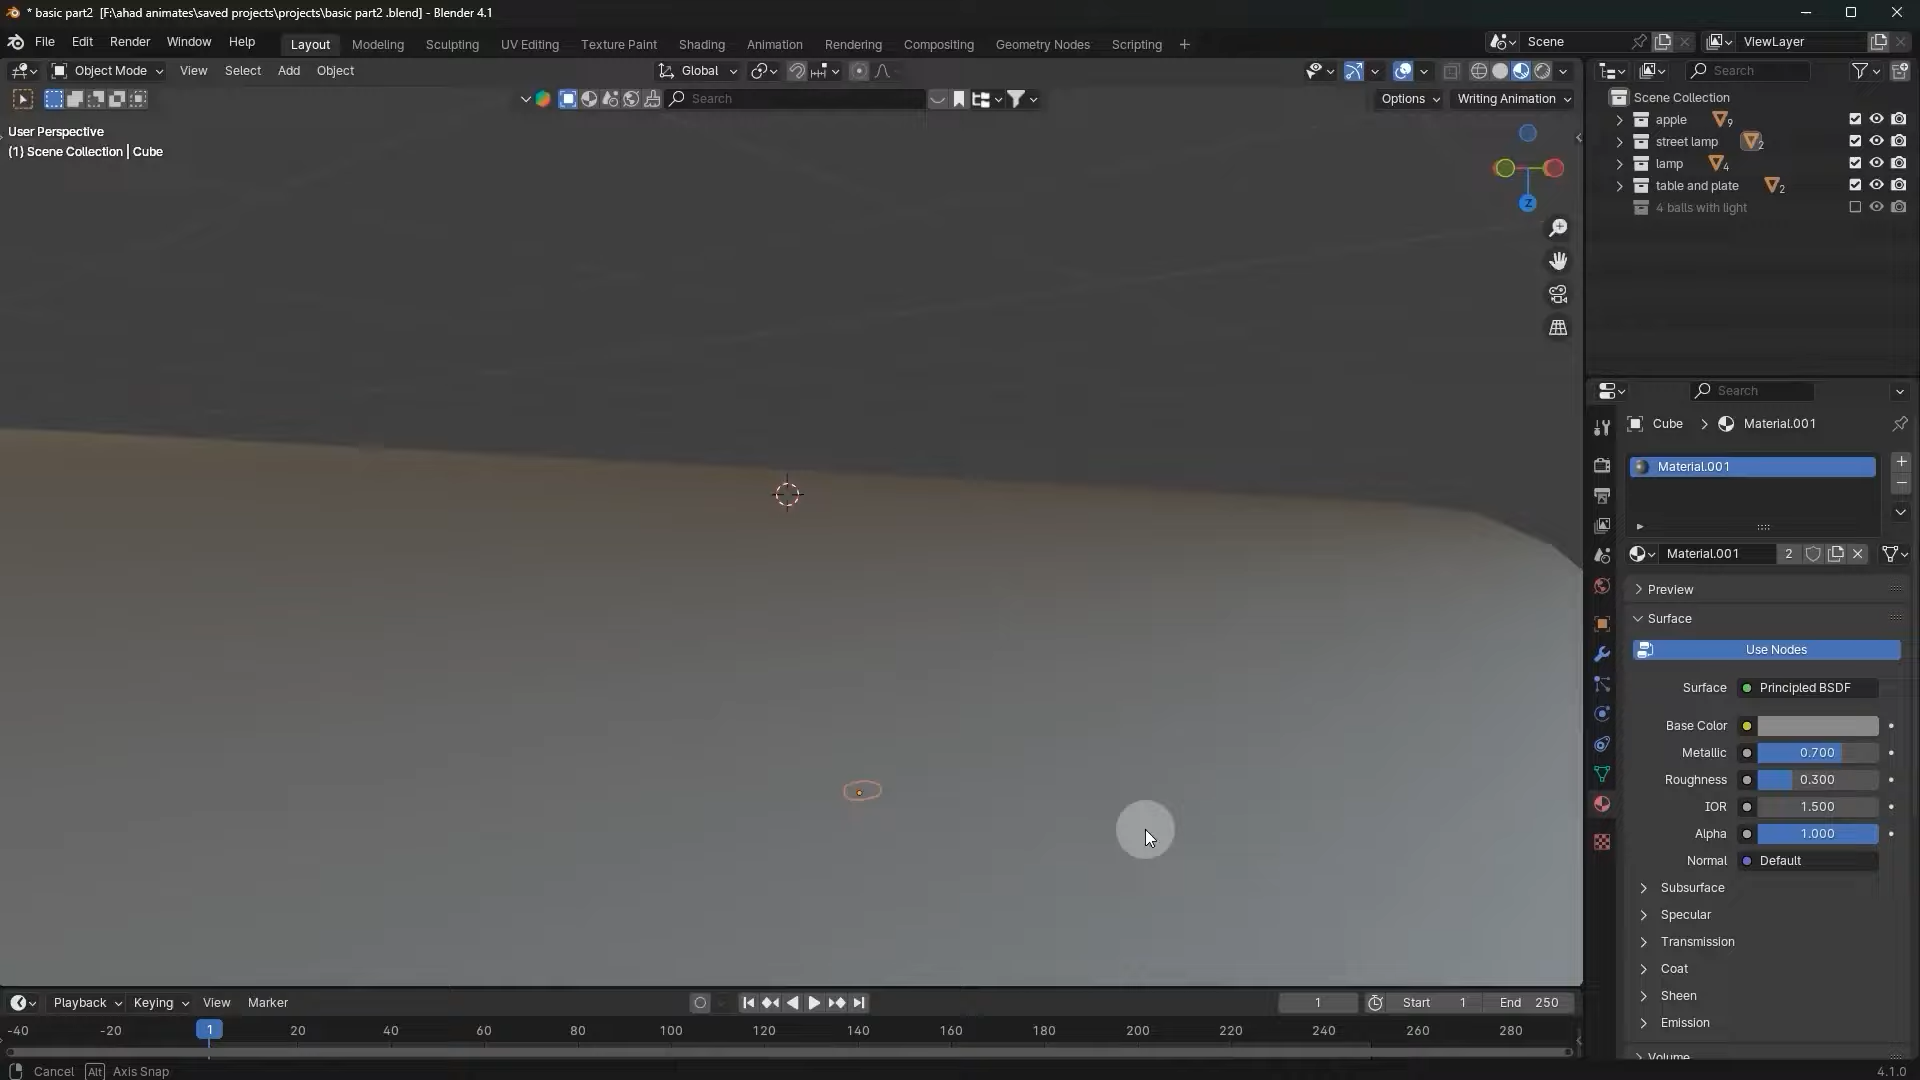 * basic part2  [F:\ahad animates\saved projects\projects\basic part2 .blend] - Blender 4.1
File Edit Render Window Help Layout Modeling Sculpting UV Editing Texture Paint Shading Animation Rendering Compositing Geometry Nodes Scripting + Scene ViewLayer
Object Mode View Select Add Object Global Search
Search Options Writing Animation
User Perspective
(1) Scene Collection | Cube
Z
Scene Collection
apple 9
street lamp 2
lamp 4
table and plate 2
4 balls with light
Search
Cube > Material.001
Material.001
Material.001 2
Preview
Surface
Use Nodes
Surface Principled BSDF
Base Color
Metallic 0.700
Roughness 0.300
IOR 1.500
Alpha 1.000
Normal Default
Subsurface
Specular
Transmission
Coat
Sheen
Emission
Volume
Playback Keying View Marker 1 Start 1 End 250
-40 -20 1 20 40 60 80 100 120 140 160 180 200 220 240 260 280
Cancel Alt Axis Snap 4.1.0